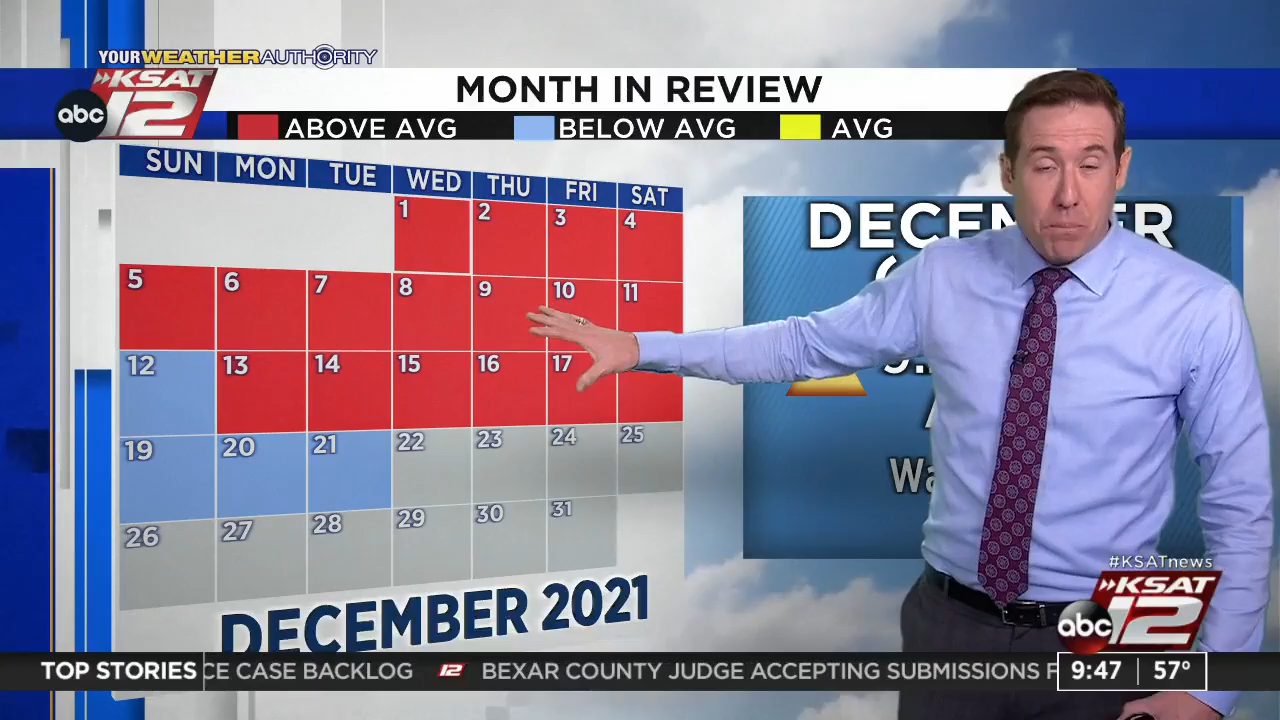 YOUR WEATHER AUTHORITY
KSAT
abc 12
MONTH IN REVIEW
ABOVE AVG BELOW AVG AVG
SUN MON TUE WED THU FRI SAT
1 2 3 4
5 6 7 8 9 10 11
12 13 14 15 16 17
19 20 21 22 23 24 25
26 27 28 29 30 31
DECEMBER 2021
#KSATnews
KSAT
abc 12
TOP STORIES CASE BACKLOG 12 BEXAR COUNTY JUDGE ACCEPTING SUBMISSIONS
9:47 57°